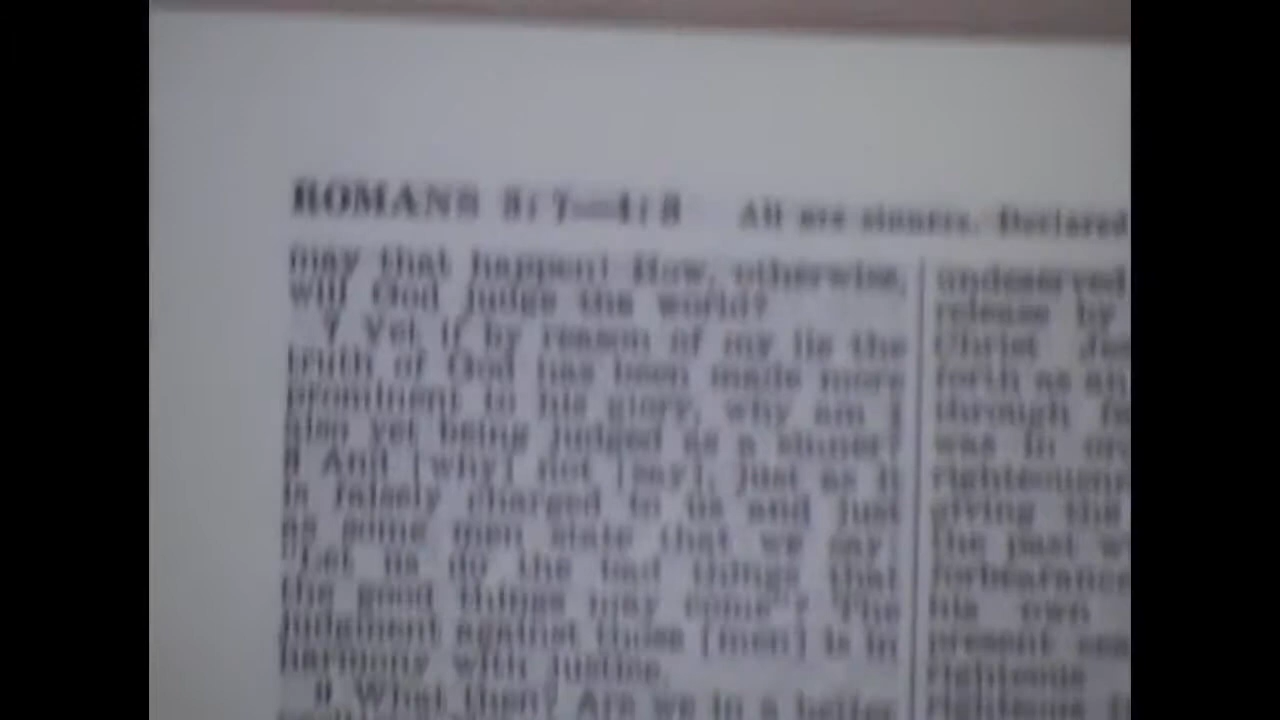 ROMANS 3:7—4:8 All are sinners. Declared
may that happen! How, otherwise,
will God judge the world?
7 Yet if by reason of my lie the
truth of God has been made more
prominent to his glory, why am I
also yet being judged as a sinner?
8 And [why] not [say], just as it
is falsely charged to us and just
as some men state that we say:
"Let us do the bad things that
the good things may come"? The
judgment against those [men] is in
harmony with justice.
9 What then? Are we in a better
undeserved
release by
Christ
forth as an
through
was in
righteous
giving the
the past
forbearance
his own
present
righteous
righteous